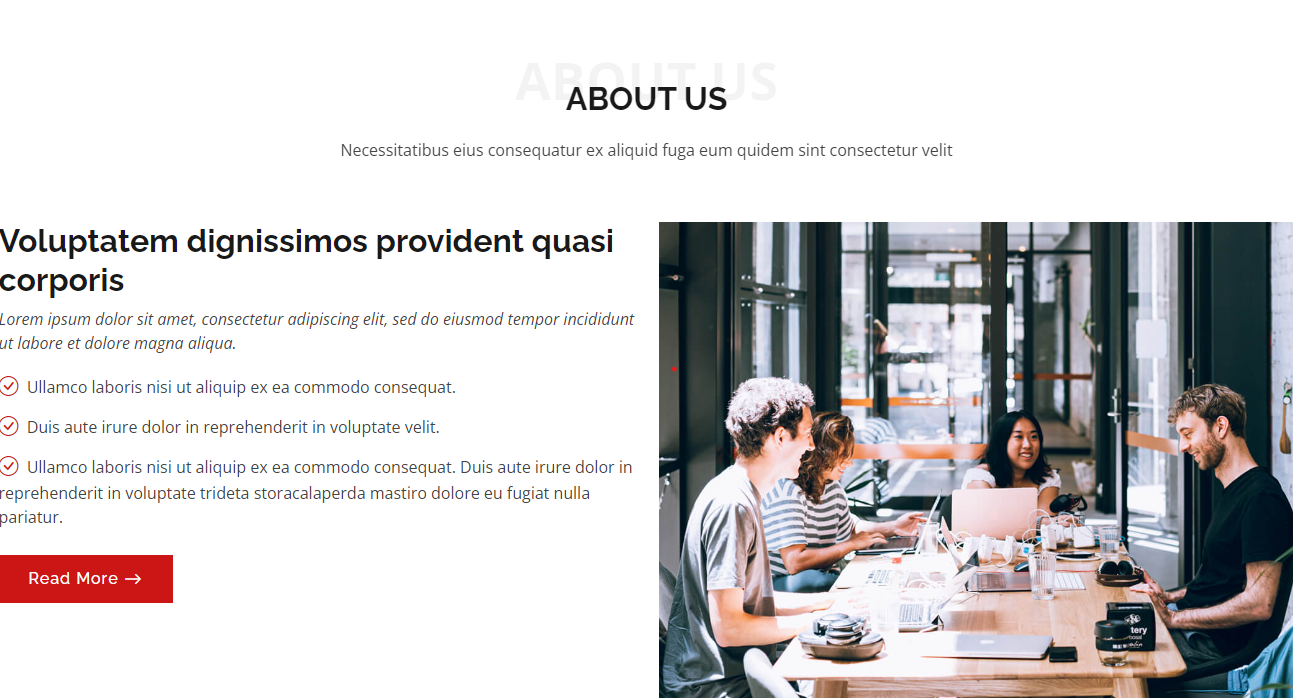 ABOUT US
ABOUT US
Necessitatibus eius consequatur ex aliquid fuga eum quidem sint consectetur velit
Voluptatem dignissimos provident quasi
corporis
Lorem ipsum dolor sit amet, consectetur adipiscing elit, sed do eiusmod tempor incididunt
ut labore et dolore magna aliqua.
Ullamco laboris nisi ut aliquip ex ea commodo consequat.
Duis aute irure dolor in reprehenderit in voluptate velit.
Ullamco laboris nisi ut aliquip ex ea commodo consequat. Duis aute irure dolor in
reprehenderit in voluptate trideta storacalaperda mastiro dolore eu fugiat nulla
pariatur.
Read More →